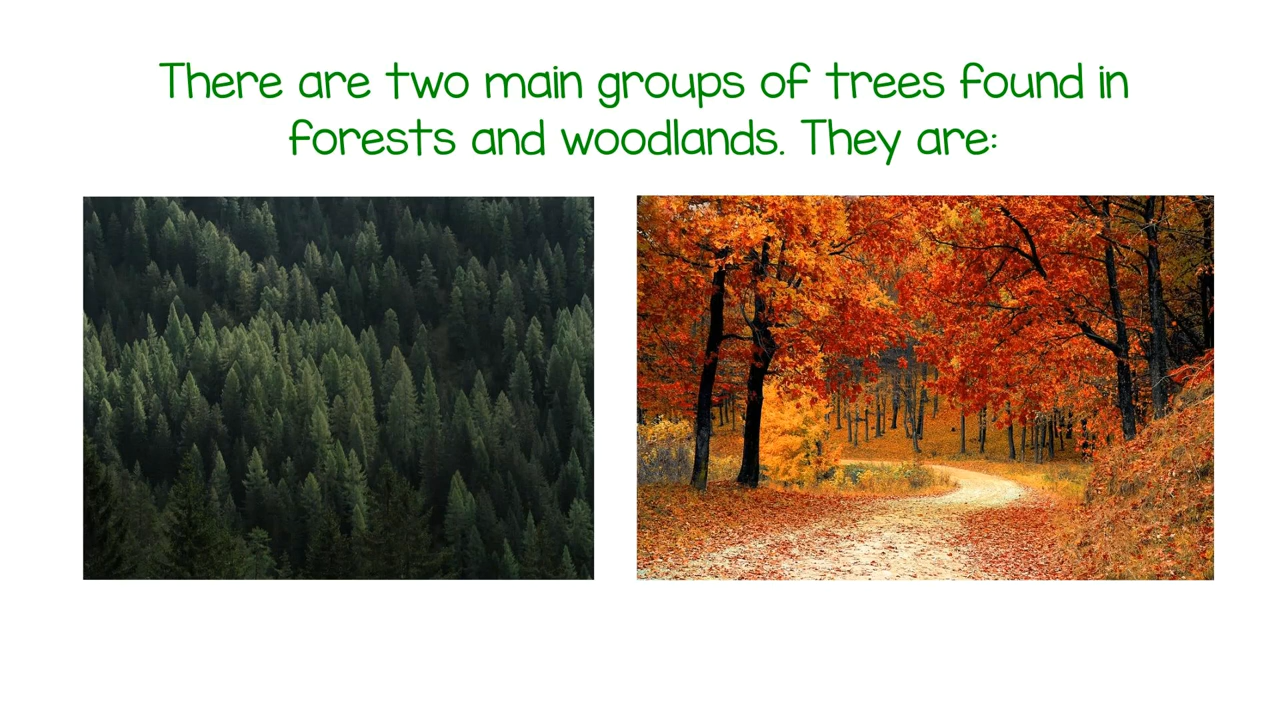 There are two main groups of trees found in
forests and woodlands. They are: